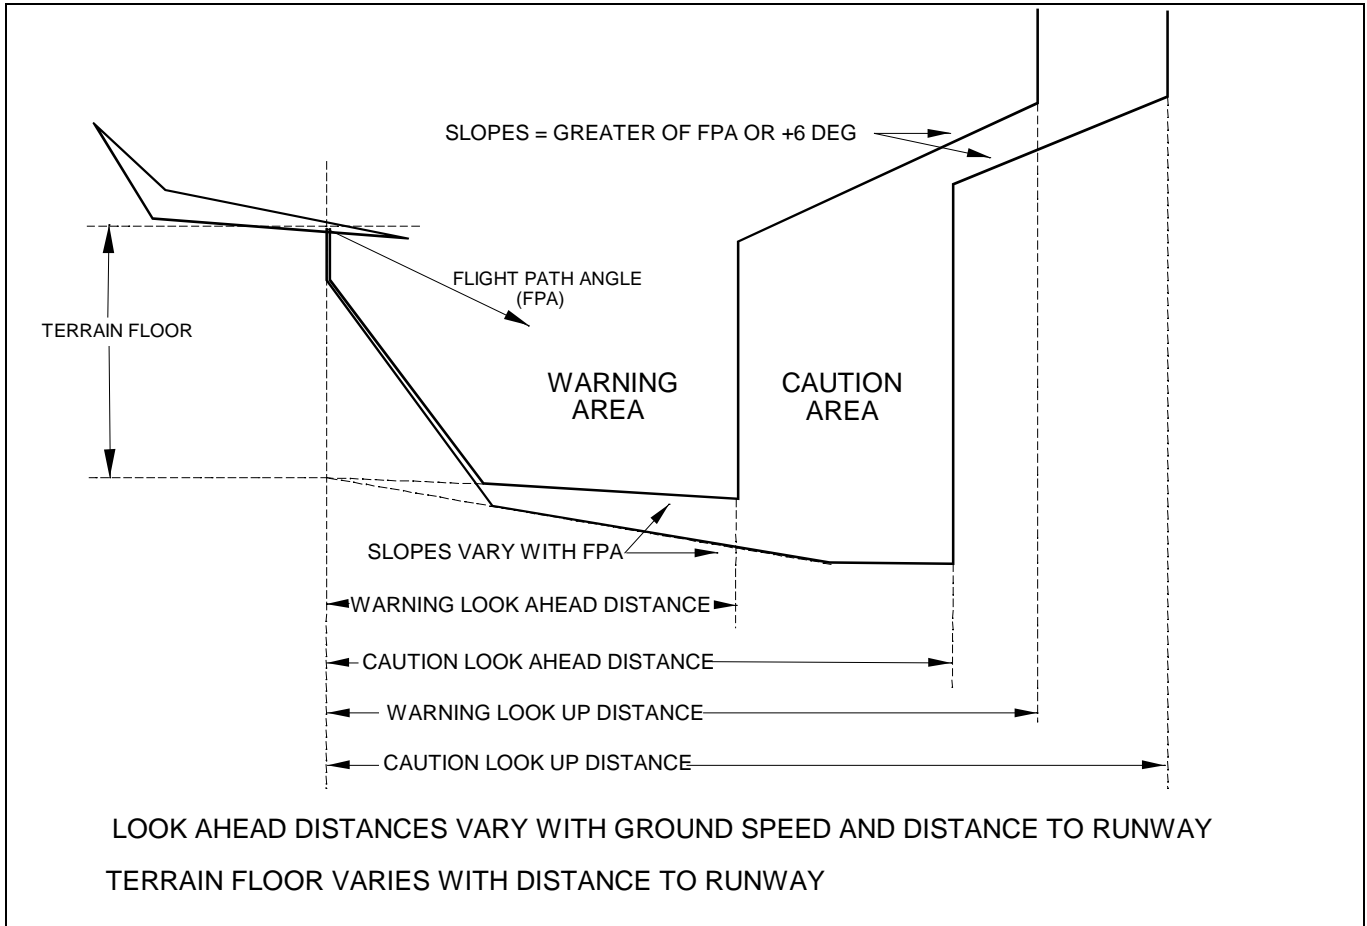 SLOPES = GREATER OF FPA OR +6 DEG
FLIGHT PATH ANGLE
(FPA)
TERRAIN FLOOR
WARNING
AREA
CAUTION
AREA
SLOPES VARY WITH FPA
WARNING LOOK AHEAD DISTANCE
CAUTION LOOK AHEAD DISTANCE
WARNING LOOK UP DISTANCE
CAUTION LOOK UP DISTANCE
LOOK AHEAD DISTANCES VARY WITH GROUND SPEED AND DISTANCE TO RUNWAY
TERRAIN FLOOR VARIES WITH DISTANCE TO RUNWAY